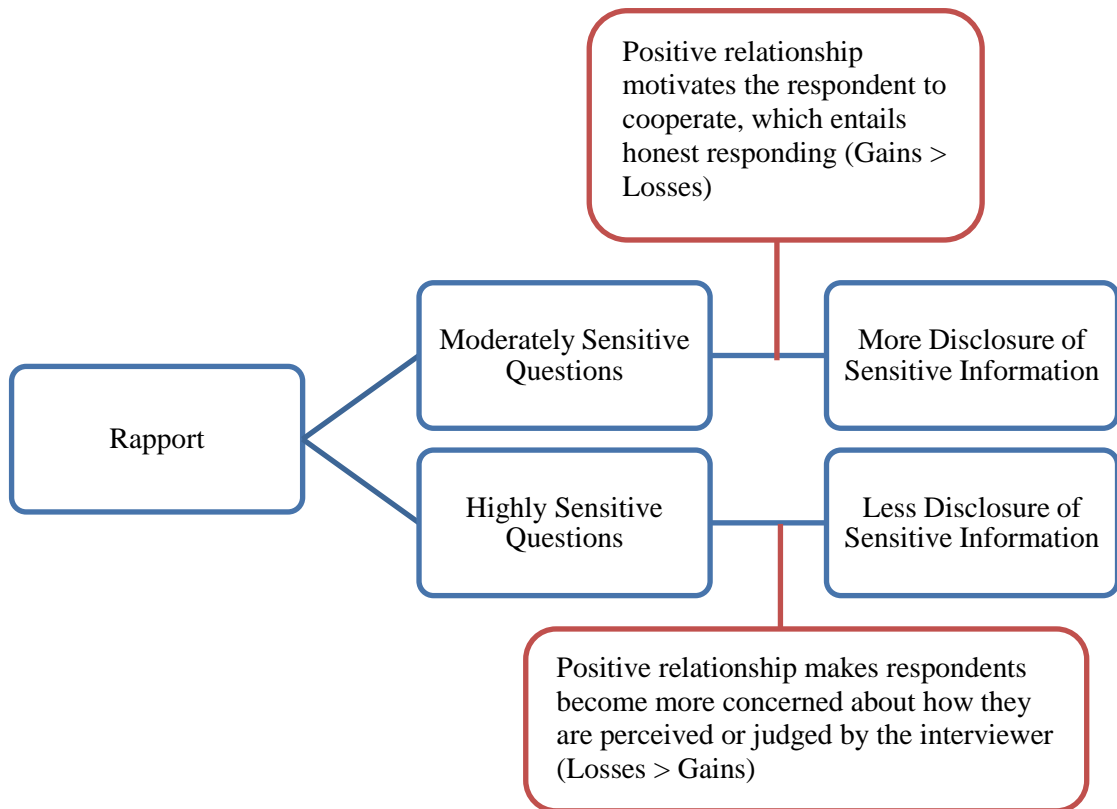 Positive relationship
motivates the respondent to
cooperate, which entails
honest responding (Gains >
Losses)
Moderately Sensitive
Questions
More Disclosure of
Sensitive Information
Rapport
Highly Sensitive
Questions
Less Disclosure of
Sensitive Information
Positive relationship makes respondents
become more concerned about how they
are perceived or judged by the interviewer
(Losses > Gains)